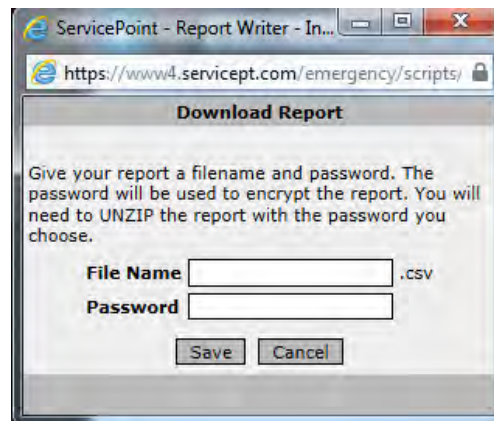 ServicePoint - Report Writer - In...
https://www4.servicept.com/emergency/scripts/
Download Report
Give your report a filename and password. The
password will be used to encrypt the report. You will
need to UNZIP the report with the password you
choose.
File Name .csv
Password
Save Cancel